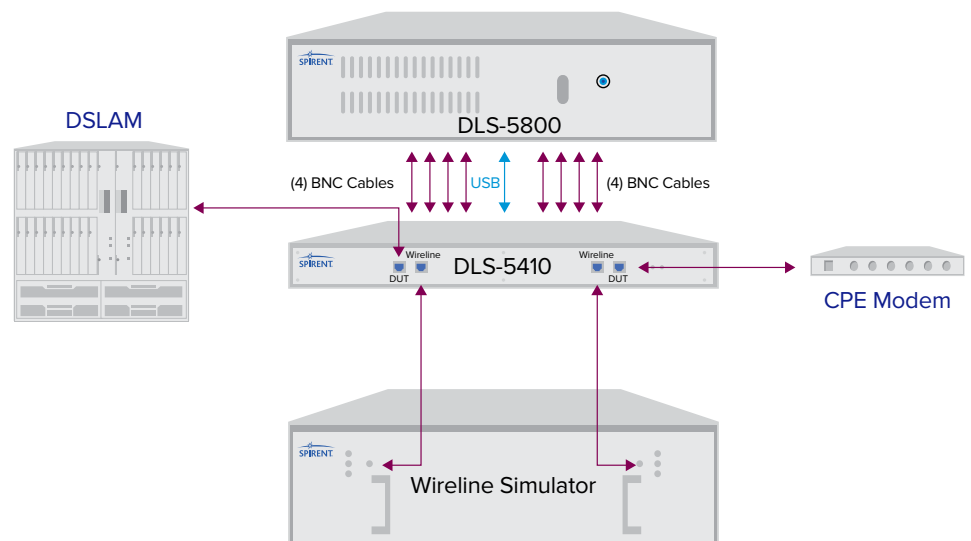 SPIRENT
DLS-5800
DSLAM
(4) BNC Cables
USB
(4) BNC Cables
SPIRENT
Wireline
DUT
DLS-5410
Wireline
DUT
CPE Modem
SPIRENT
Wireline Simulator